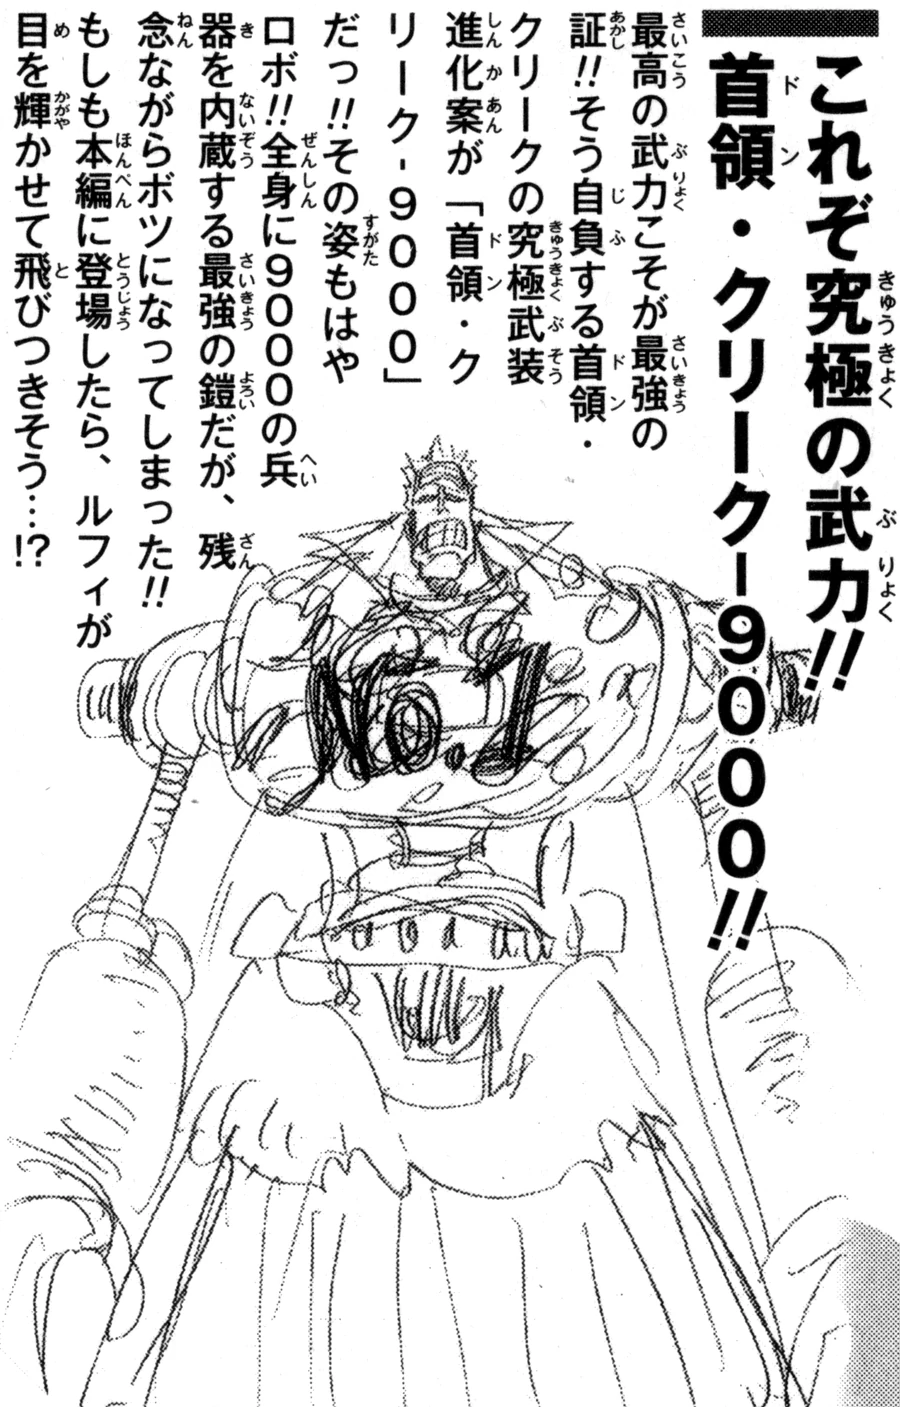 これぞ究極の武力!!
首領・クリーク-9000!!
最高の武力こそが最強の
証!!そう自負する首領・
クリークの究極武装
進化案が「首領・ク
リーク-9000」
だっ!!その姿もはや
ロボ!!全身に9000の兵
器を内蔵する最強の鎧だが、残
念ながらボツになってしまった!!
もしも本編に登場したら、ルフィが
目を輝かせて飛びつきそう…!?
No.1